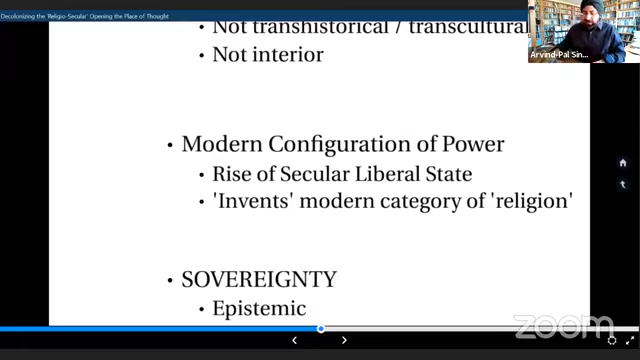 Decolonizing the 'Religio-Secular' Opening the Place of Thought
• Not transhistorical / transcultural
• Not interior
Arvind-Pal Sin...
• Modern Configuration of Power
• Rise of Secular Liberal State
• 'Invents' modern category of 'religion'
• SOVEREIGNTY
• Epistemic
zoom